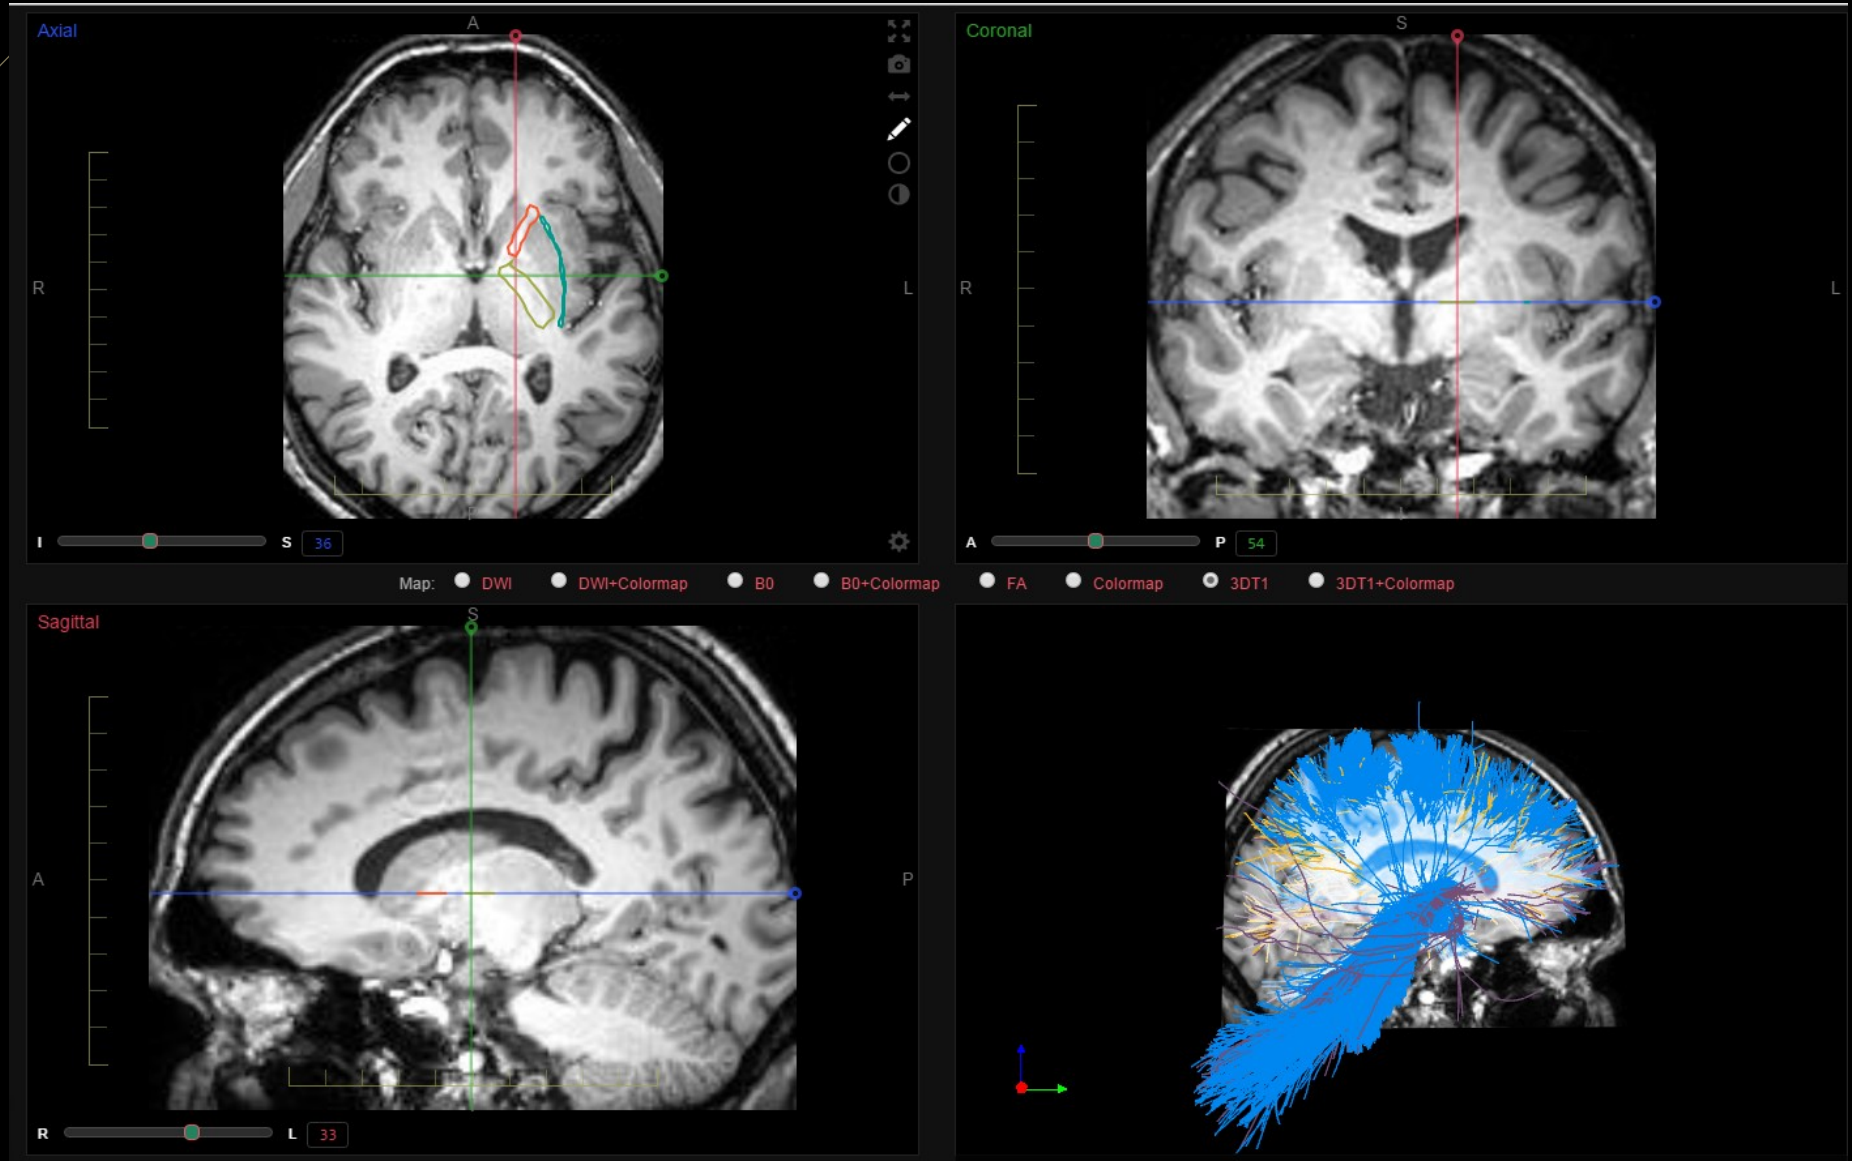 Axial
A
R
L
P
I S 36
Coronal
S
R
L
A P 54
Map: DWI DWI+Colormap B0 B0+Colormap FA Colormap 3DT1 3DT1+Colormap
Sagittal
S
A
P
R L 33